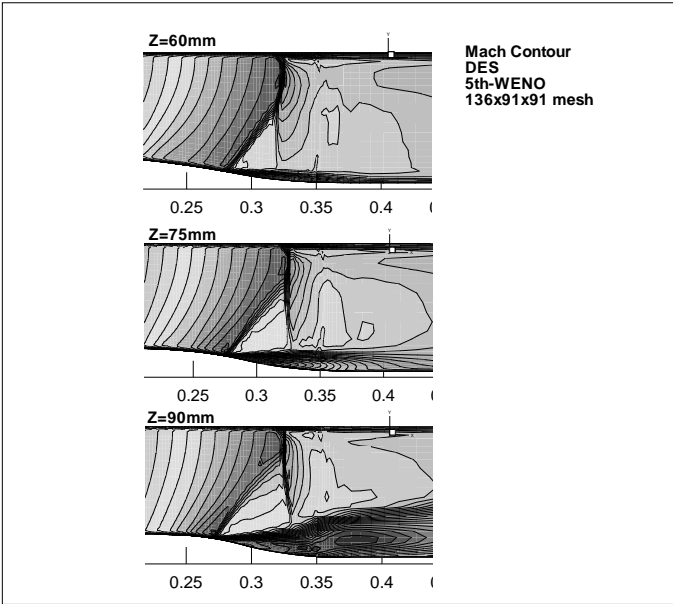 Z=60mm
Mach Contour
DES
5th-WENO
136x91x91 mesh
Y
0.25 0.3 0.35 0.4
Z=75mm
Y
X
0.25 0.3 0.35 0.4
Z=90mm
Y
X
0.25 0.3 0.35 0.4